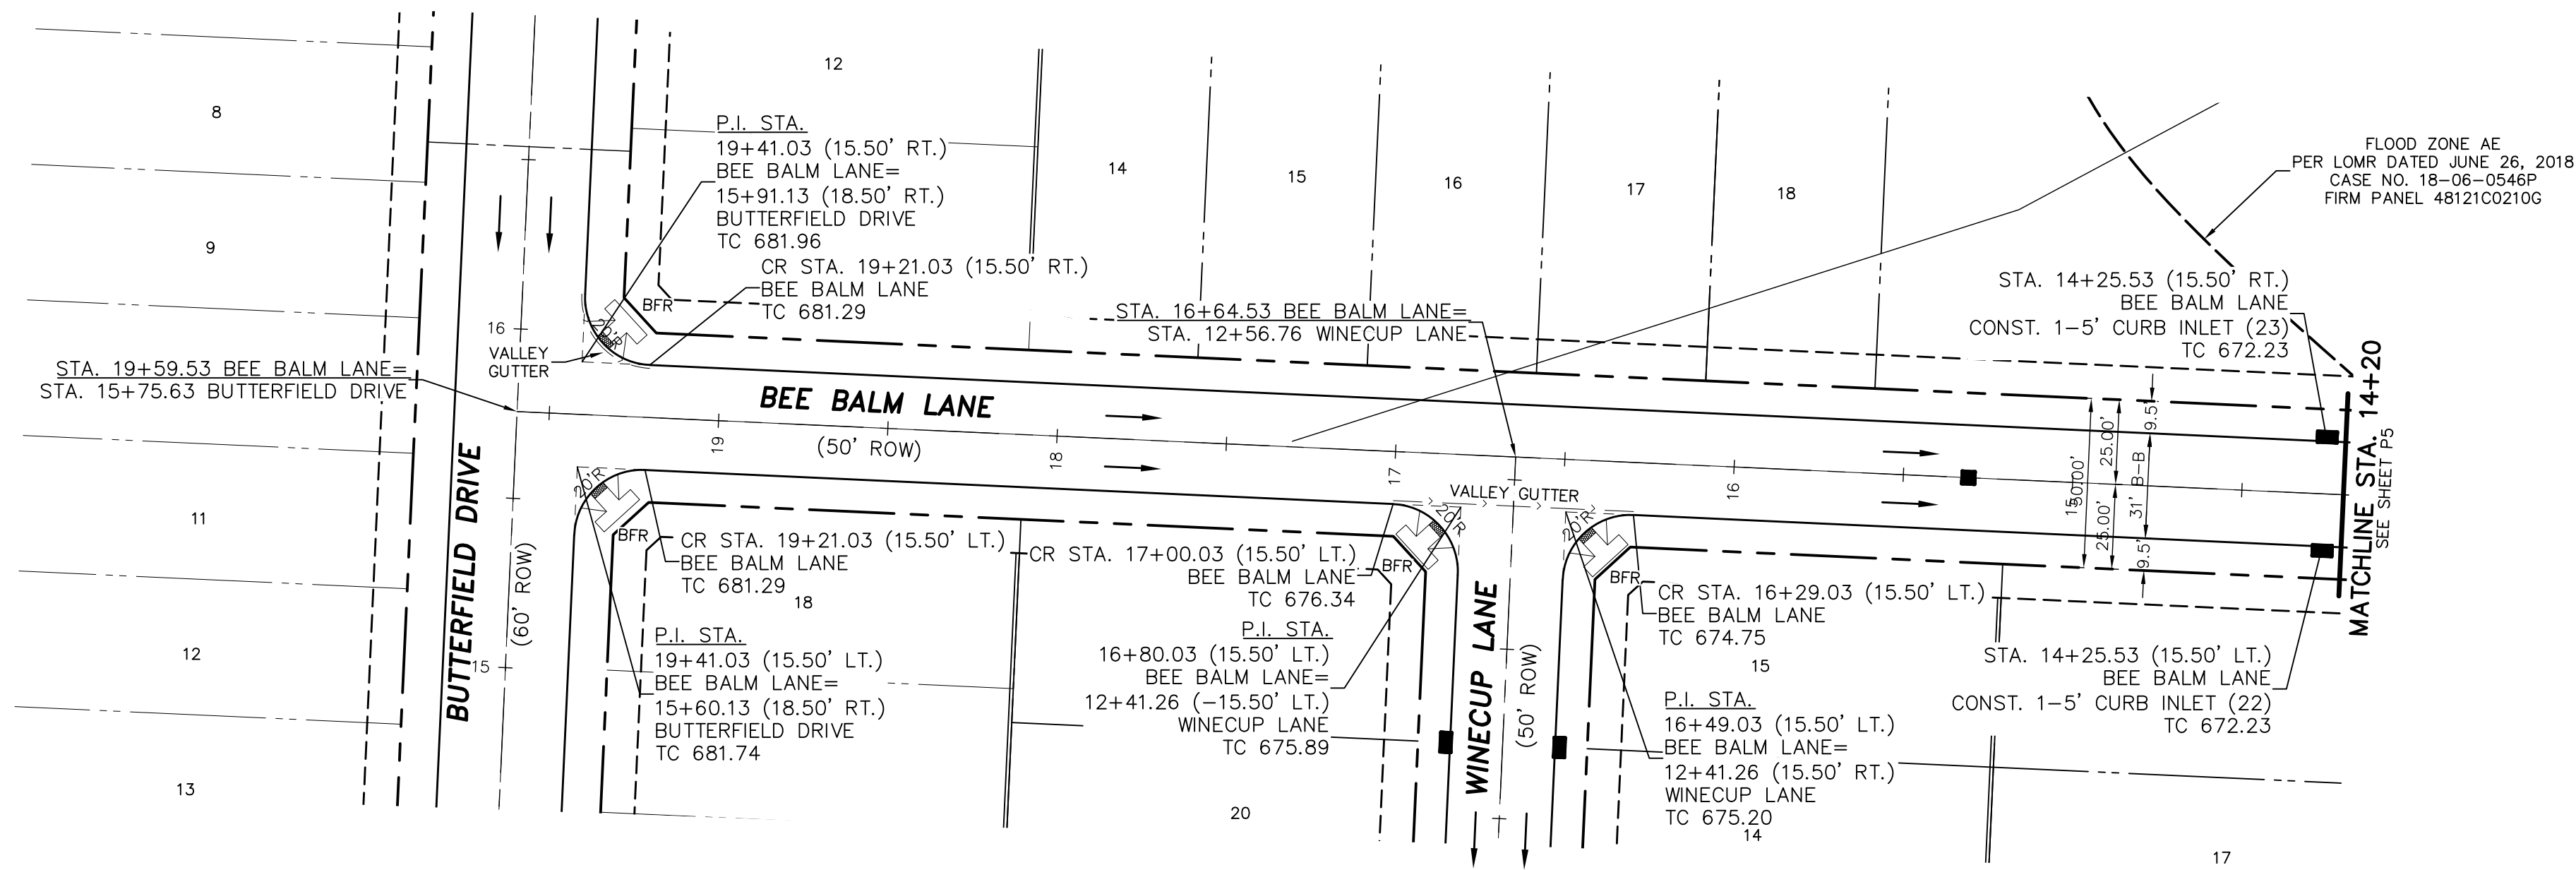 12
8
P.I. STA.
19+41.03 (15.50' RT.)
BEE BALM LANE=
15+91.13 (18.50' RT.)
BUTTERFIELD DRIVE
TC 681.96
14
15
16
17
18
FLOOD ZONE AE
PER LOMR DATED JUNE 26, 2018
CASE NO. 18-06-0546P
FIRM PANEL 48121C0210G
9
CR STA. 19+21.03 (15.50' RT.)
BEE BALM LANE
TC 681.29
BFR
20'R
16
VALLEY
GUTTER
STA. 16+64.53 BEE BALM LANE=
STA. 12+56.76 WINECUP LANE
STA. 14+25.53 (15.50' RT.)
BEE BALM LANE
CONST. 1-5' CURB INLET (23)
TC 672.23
STA. 19+59.53 BEE BALM LANE=
STA. 15+75.63 BUTTERFIELD DRIVE
BEE BALM LANE
(50' ROW)
19
18
17
16
15
50.00'
25.00'
25.00'
9.5'
31' B-B
9.5'
MATCHLINE STA. 14+20
SEE SHEET P5
BUTTERFIELD DRIVE
(60' ROW)
11
20'R
BFR
CR STA. 19+21.03 (15.50' LT.)
BEE BALM LANE
TC 681.29
18
VALLEY GUTTER
20'R
20'R
CR STA. 17+00.03 (15.50' LT.)
BEE BALM LANE
TC 676.34
BFR
BFR
CR STA. 16+29.03 (15.50' LT.)
BEE BALM LANE
TC 674.75
15
12
15
P.I. STA.
19+41.03 (15.50' LT.)
BEE BALM LANE=
15+60.13 (18.50' RT.)
BUTTERFIELD DRIVE
TC 681.74
P.I. STA.
16+80.03 (15.50' LT.)
BEE BALM LANE=
12+41.26 (-15.50' LT.)
WINECUP LANE
TC 675.89
WINECUP LANE
(50' ROW)
P.I. STA.
16+49.03 (15.50' LT.)
BEE BALM LANE=
12+41.26 (15.50' RT.)
WINECUP LANE
TC 675.20
14
STA. 14+25.53 (15.50' LT.)
BEE BALM LANE
CONST. 1-5' CURB INLET (22)
TC 672.23
13
20
17